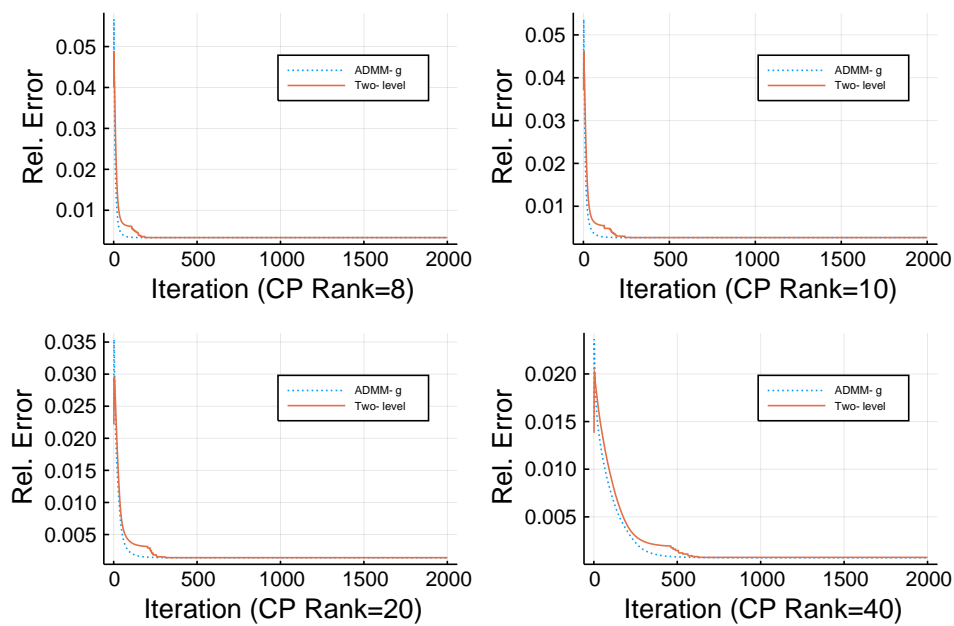 Rel. Error
0.05
0.04
0.03
0.02
0.01
ADMM- g
Two- level
0 500 1000 1500 2000
Iteration (CP Rank=8)
Rel. Error
0.05
0.04
0.03
0.02
0.01
ADMM- g
Two- level
0 500 1000 1500 2000
Iteration (CP Rank=10)
Rel. Error
0.035
0.030
0.025
0.020
0.015
0.010
0.005
ADMM- g
Two- level
0 500 1000 1500 2000
Iteration (CP Rank=20)
Rel. Error
0.020
0.015
0.010
0.005
ADMM- g
Two- level
0 500 1000 1500 2000
Iteration (CP Rank=40)